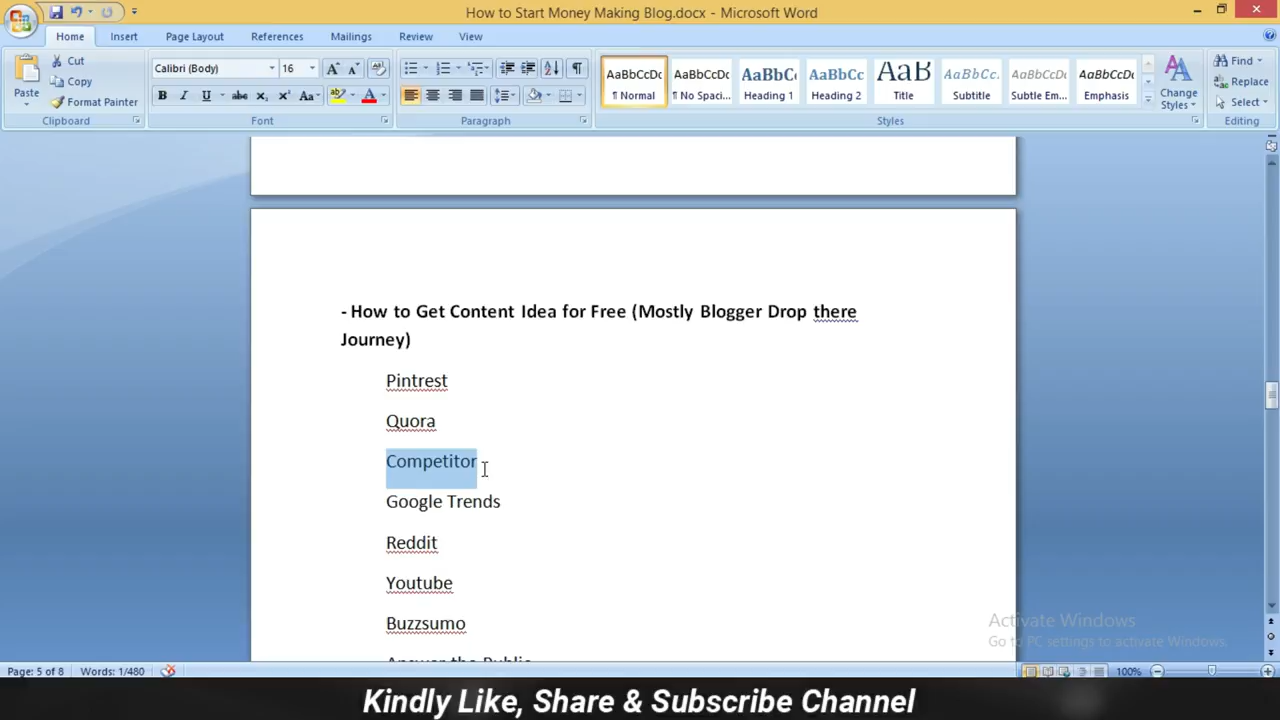 How to Start Money Making Blog.docx - Microsoft Word
Home Insert Page Layout References Mailings Review View
Paste
Cut
Copy
Format Painter
Clipboard
Calibri (Body) 16
Font
Paragraph
AaBbCcDc AaBbCcDc AaBbCc AaBbCc AaB AaBbCc. AaBbCcDc AaBbCcDc
¶ Normal ¶ No Spaci... Heading 1 Heading 2 Title Subtitle Subtle Em... Emphasis
Change Styles
Styles
Find
Replace
Select
Editing
- How to Get Content Idea for Free (Mostly Blogger Drop there
Journey)
Pintrest
Quora
Competitor
Google Trends
Reddit
Youtube
Buzzsumo
Answer the Public
Activate Windows
Go to PC settings to activate Windows.
Page: 5 of 8 Words: 1/480 100%
Kindly Like, Share & Subscribe Channel